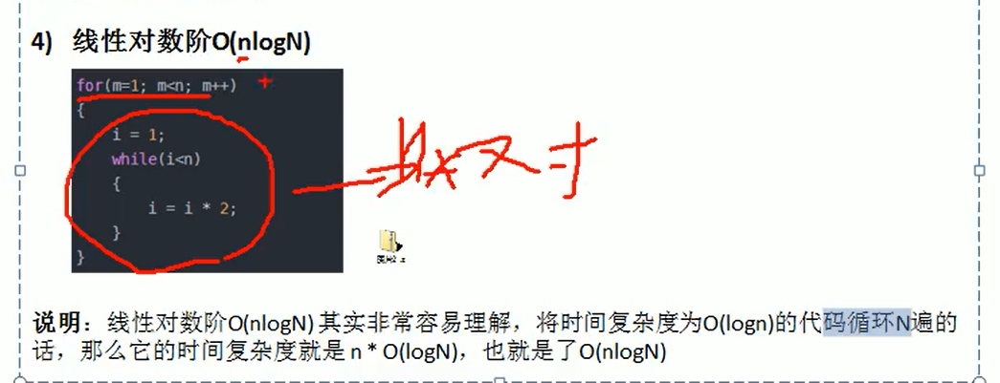 4) 线性对数阶O(nlogN)
for(m=1; m<n; m++)
{
i = 1;
while(i<n)
{
i = i * 2;
}
}
对
说明：线性对数阶O(nlogN) 其实非常容易理解，将时间复杂度为O(logn)的代码循环N遍的
话，那么它的时间复杂度就是 n * O(logN)，也就是了O(nlogN)